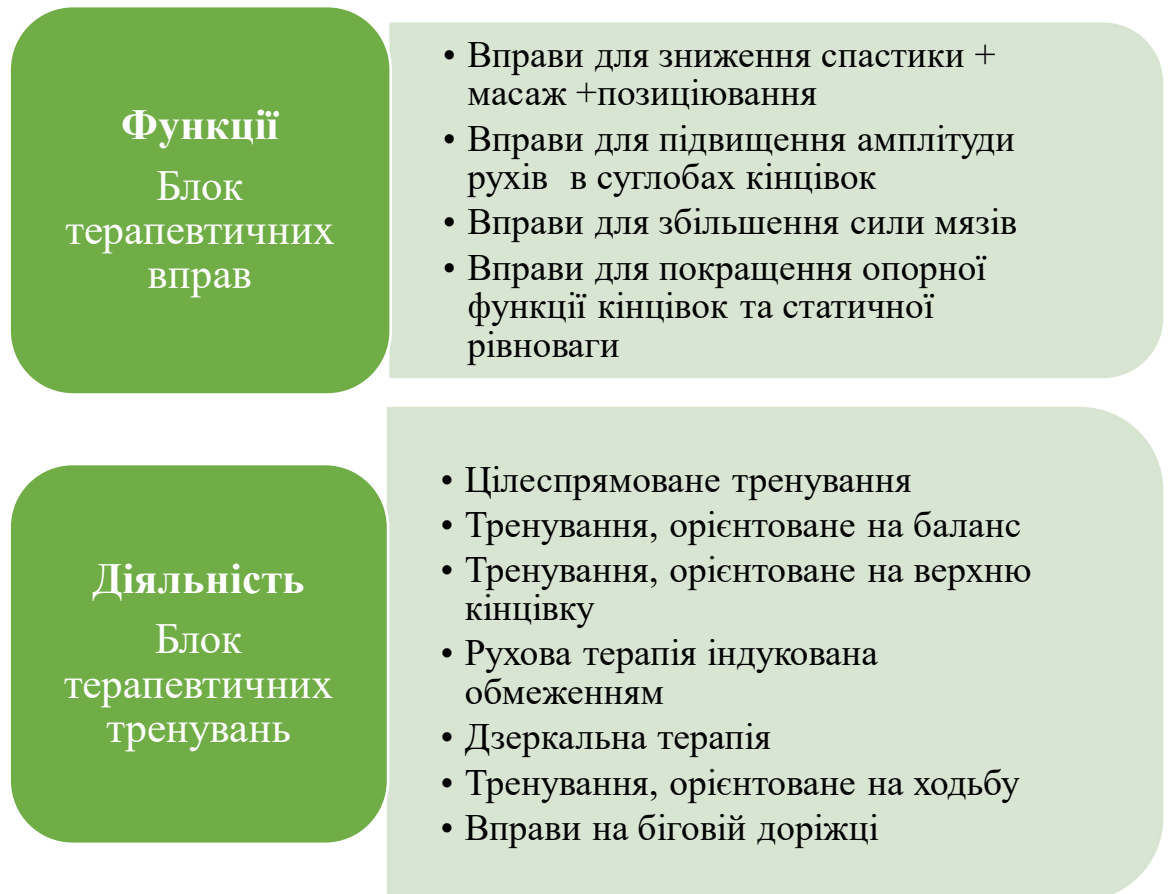 Функції
Блок
терапевтичних
вправ
• Вправи для зниження спастики +
масаж +позиціювання
• Вправи для підвищення амплітуди
рухів в суглобах кінцівок
• Вправи для збільшення сили мязів
• Вправи для покращення опорної
функції кінцівок та статичної
рівноваги
Діяльність
Блок
терапевтичних
тренувань
• Цілеспрямоване тренування
• Тренування, орієнтоване на баланс
• Тренування, орієнтоване на верхню
кінцівку
• Рухова терапія індукована
обмеженням
• Дзеркальна терапія
• Тренування, орієнтоване на ходьбу
• Вправи на біговій доріжці